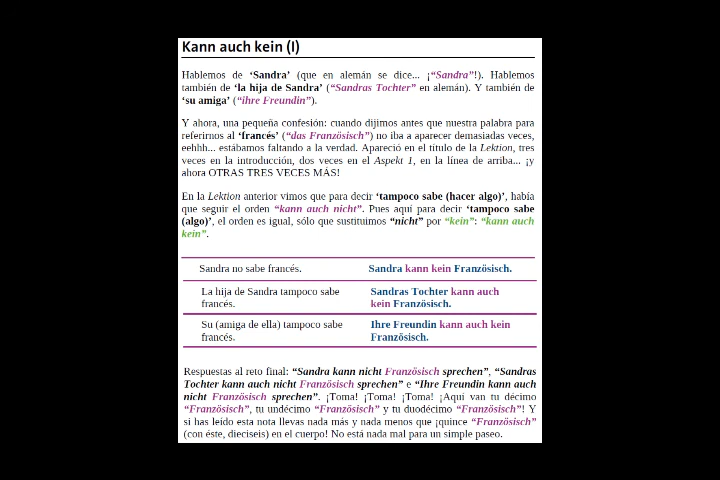 Kann auch kein (I)
Hablemos de ‘Sandra’ (que en alemán se dice... ¡“Sandra”!). Hablemos
también de ‘la hija de Sandra’ (“Sandras Tochter” en alemán). Y también de
‘su amiga’ (“ihre Freundin”).
Y ahora, una pequeña confesión: cuando dijimos antes que nuestra palabra para
referirnos al ‘francés’ (“das Französisch”) no iba a aparecer demasiadas veces,
eehhh... estábamos faltando a la verdad. Apareció en el título de la Lektion, tres
veces en la introducción, dos veces en el Aspekt 1, en la línea de arriba... ¡y
ahora OTRAS TRES VECES MÁS!
En la Lektion anterior vimos que para decir ‘tampoco sabe (hacer algo)’, había
que seguir el orden “kann auch nicht”. Pues aquí para decir ‘tampoco sabe
(algo)’, el orden es igual, sólo que sustituimos “nicht” por “kein”: “kann auch
kein”.
Sandra no sabe francés. Sandra kann kein Französisch.
La hija de Sandra tampoco sabe Sandras Tochter kann auch
francés. kein Französisch.
Su (amiga de ella) tampoco sabe Ihre Freundin kann auch kein
francés. Französisch.
Respuestas al reto final: “Sandra kann nicht Französisch sprechen”, “Sandras
Tochter kann auch nicht Französisch sprechen” e “Ihre Freundin kann auch
nicht Französisch sprechen”. ¡Toma! ¡Toma! ¡Toma! ¡Aquí van tu décimo
“Französisch”, tu undécimo “Französisch” y tu duodécimo “Französisch”! Y
si has leído esta nota llevas nada más y nada menos que ¡quince “Französisch”
(con éste, dieciseis) en el cuerpo! No está nada mal para un simple paseo.